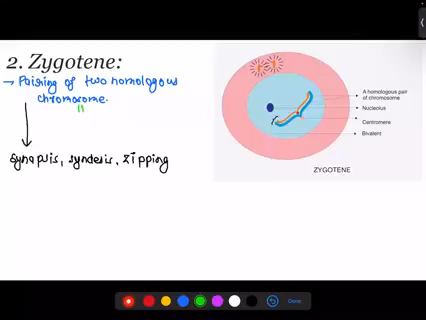 2. Zygotene:
→ Pairing of two homologous
chromosome.
synapsis, syndesis, zipping
A homologous pair
of chromosome
Nucleolus
Centromere
Bivalent
ZYGOTENE
Done